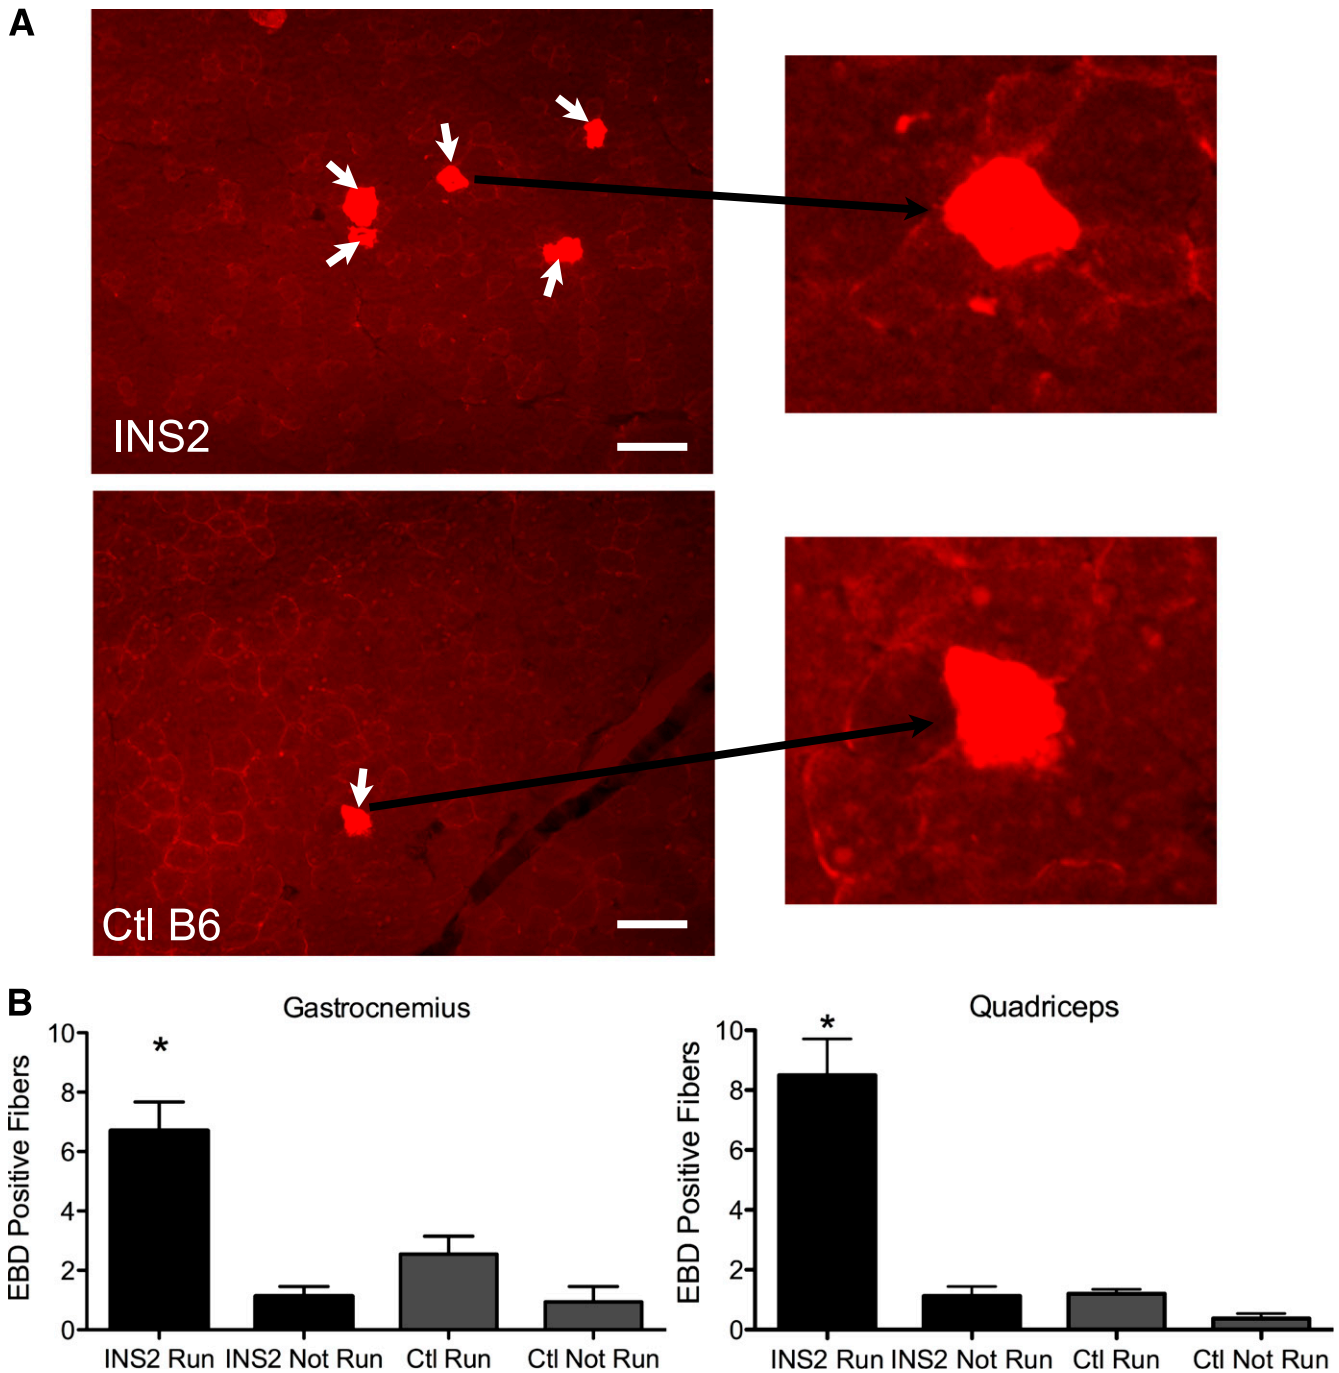 A
INS2
Ctl B6
B
Gastrocnemius
EBD Positive Fibers
10
8
6
4
2
0
*
INS2 Run
INS2 Not Run
Ctl Run
Ctl Not Run
Quadriceps
EBD Positive Fibers
10
8
6
4
2
0
*
INS2 Run
INS2 Not Run
Ctl Run
Ctl Not Run